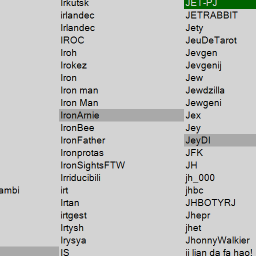 ambi
Irkutsk
irlandec
Irlandec
IROC
Iroh
Irokez
Iron
Iron man
Iron Man
IronArnie
IronBee
IronFather
Ironprotas
IronSightsFTW
Irriducibili
irt
Irtan
irtgest
Irtysh
Irysya
IS
JET-PJ
JETRABBIT
Jety
JeuDeTarot
Jevgen
Jevgenij
Jew
Jewdzilla
Jewgeni
Jex
Jey
JeyDI
JFK
JH
jh_000
jhbc
JHBOTYRJ
Jhepr
jhet
JhonnyWalkier
ji lian da fa hao!